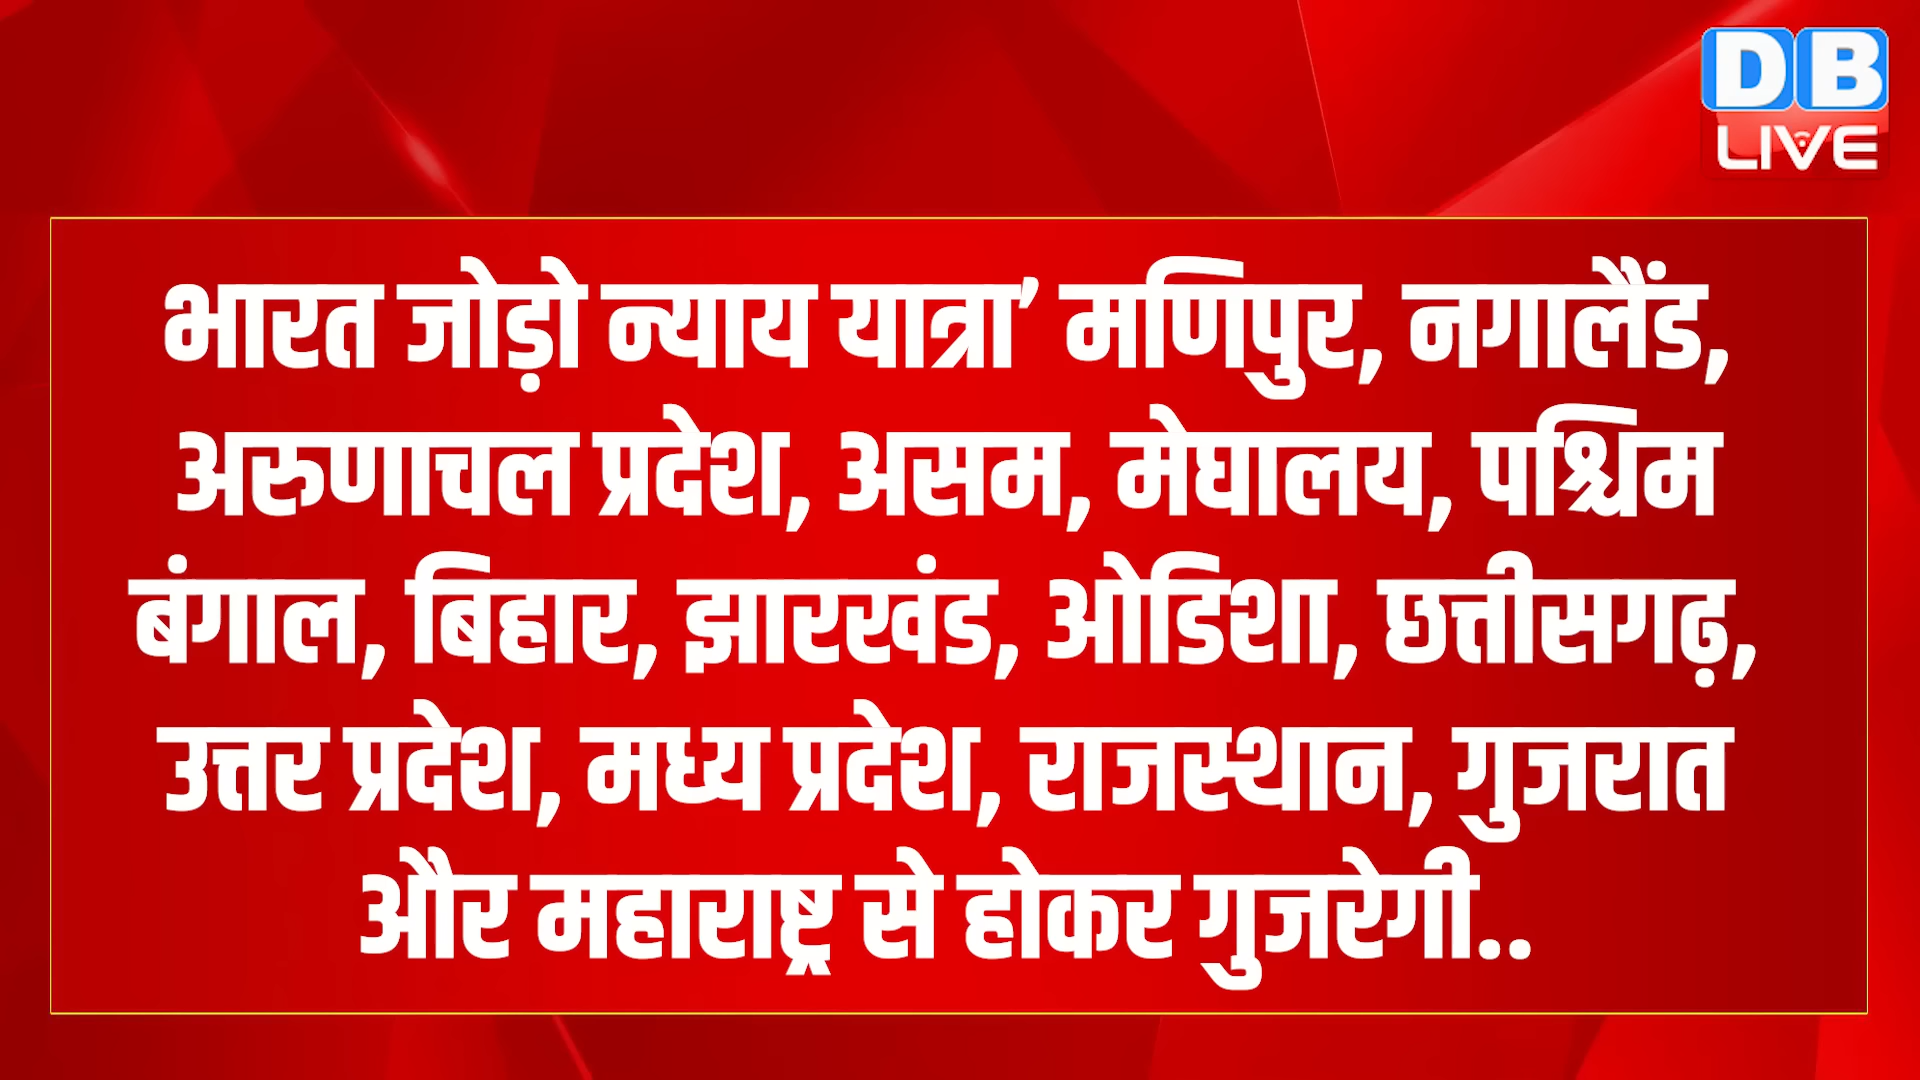 DB
LIVE
भारत जोड़ो न्याय यात्रा’ मणिपुर, नगालैंड,
अरुणाचल प्रदेश, असम, मेघालय, पश्चिम
बंगाल, बिहार, झारखंड, ओडिशा, छत्तीसगढ़,
उत्तर प्रदेश, मध्य प्रदेश, राजस्थान, गुजरात
और महाराष्ट्र से होकर गुजरेगी..